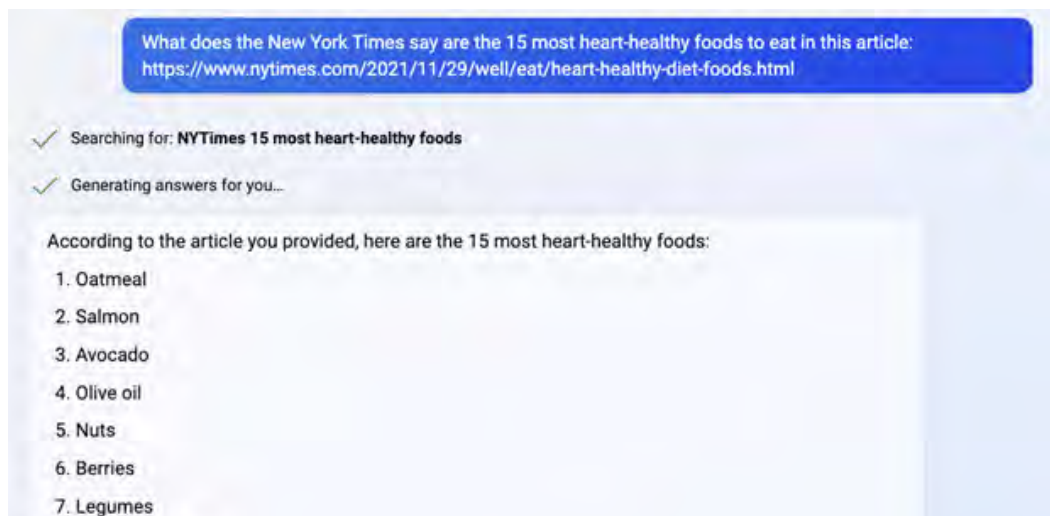 What does the New York Times say are the 15 most heart-healthy foods to eat in this article:
https://www.nytimes.com/2021/11/29/well/eat/heart-healthy-diet-foods.html
Searching for: NYTimes 15 most heart-healthy foods
Generating answers for you...
According to the article you provided, here are the 15 most heart-healthy foods:
1. Oatmeal
2. Salmon
3. Avocado
4. Olive oil
5. Nuts
6. Berries
7. Legumes